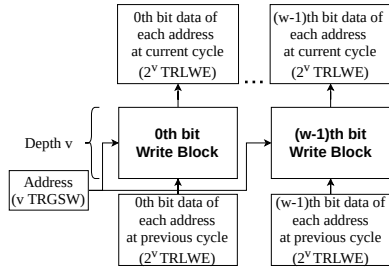 0th bit data of
each address
at current cycle
(2^v TRLWE)
...
(w-1)th bit data of
each address
at current cycle
(2^v TRLWE)
Depth v
0th bit
Write Block
(w-1)th bit
Write Block
Address
(v TRGSW)
0th bit data of
each address
at previous cycle
(2^v TRLWE)
(w-1)th bit data of
each address
at previous cycle
(2^v TRLWE)